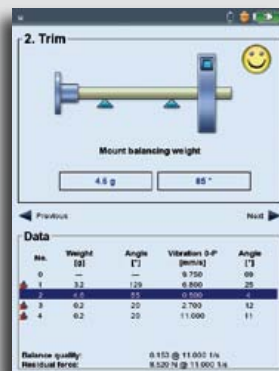 2. Trim
Mount balancing weight
4.6 g 85 °
Previous Next
Data
No. Weight [g] Angle [°] Vibration 0-P [mm/s] Angle [°]
0 — — 9.750 69
1 3.2 129 6.800 25
2 4.6 85 0.500 4
3 0.2 20 2.700 12
4 0.2 20 11.000 11
Balance quality: 0.153 @ 11.000 1/s
Residual force: 9.520 N @ 11.000 1/s